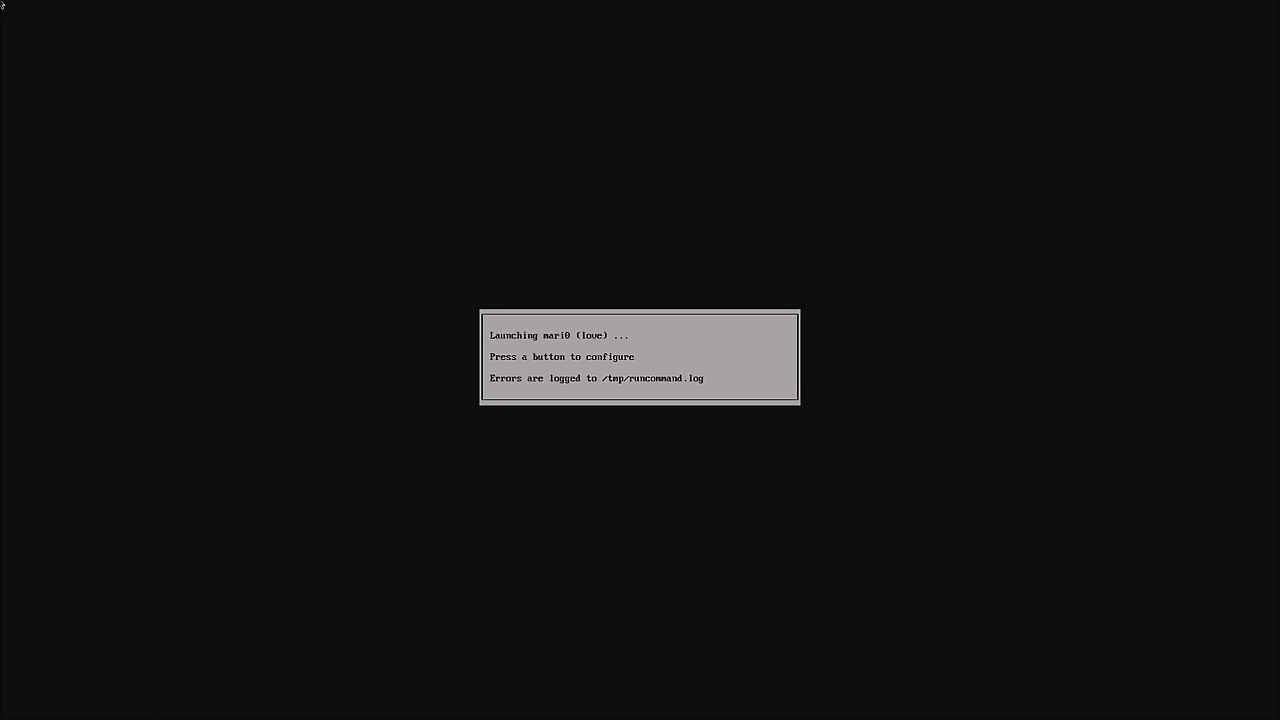 Launching mari0 (love) ...
Press a button to configure
Errors are logged to /tmp/runcommand.log